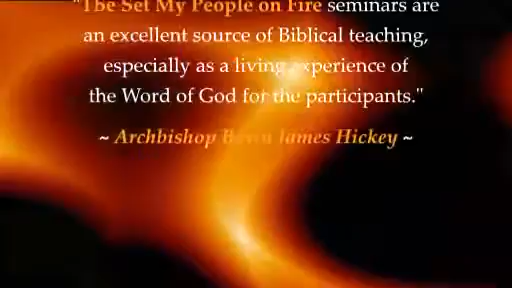 "The Set My People on Fire seminars are
an excellent source of Biblical teaching,
especially as a living experience of
the Word of God for the participants."
~ Archbishop James Hickey ~